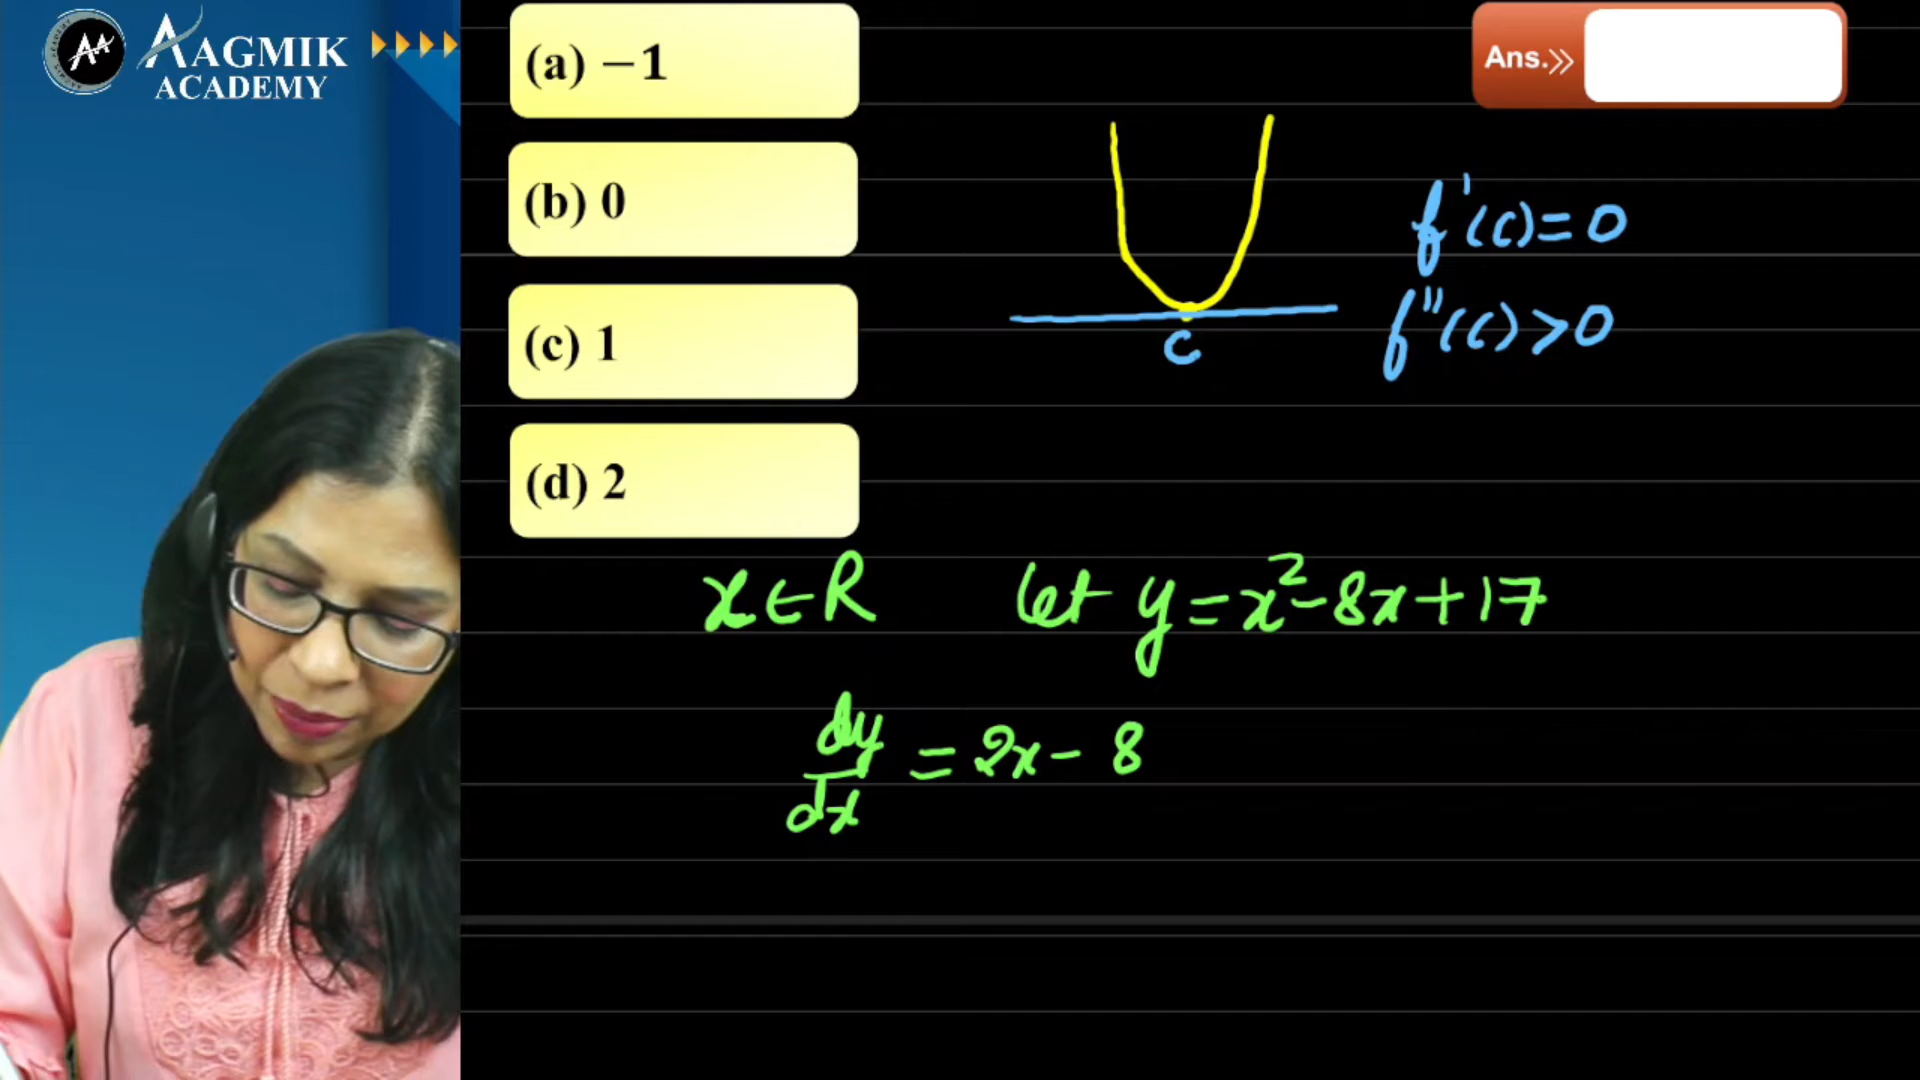 AAGMIK
ACADEMY
(a) −1
(b) 0
(c) 1
(d) 2
Ans.»
f'(c) = 0
f"(c) > 0
c
x ∈ R let y = x² - 8x + 17
dy/dx = 2x - 8